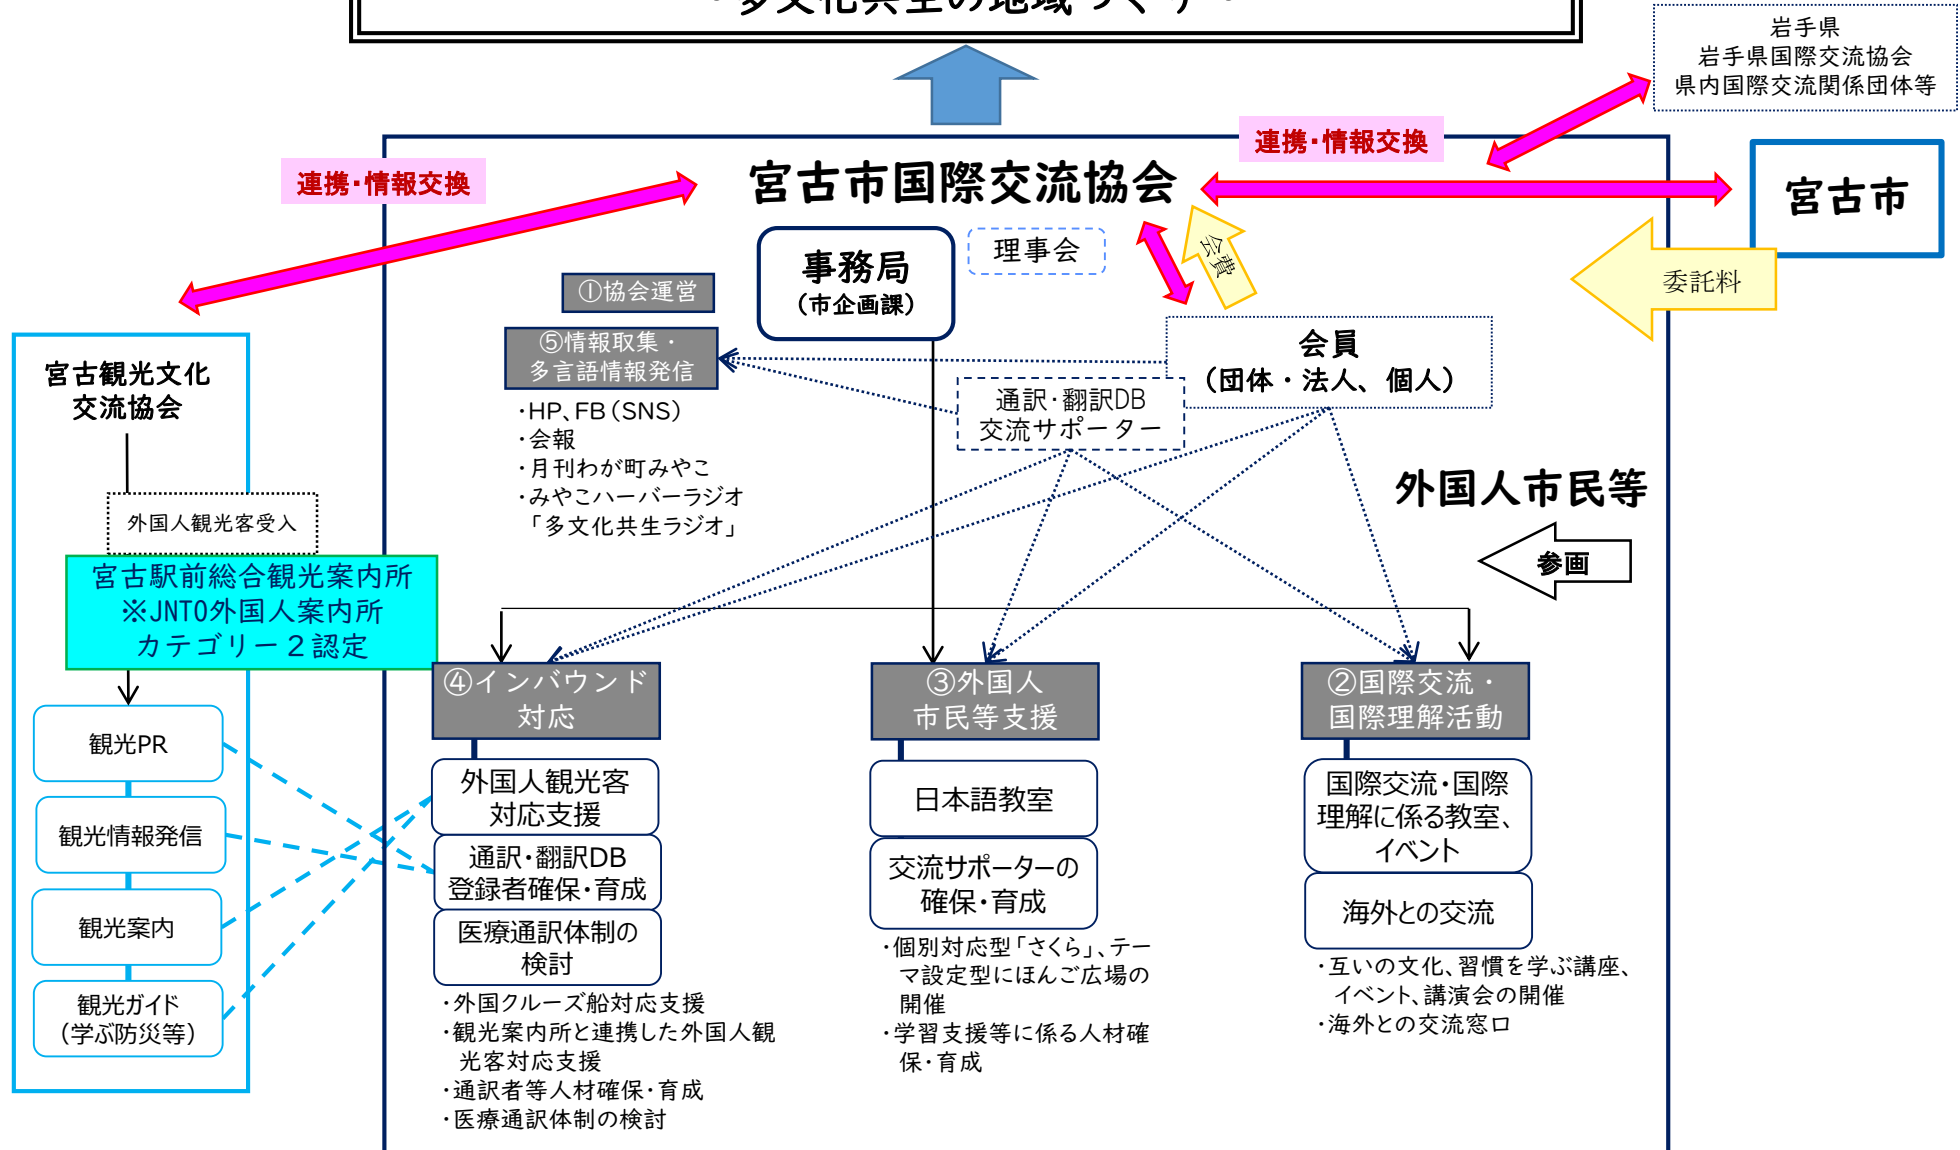 ～多文化共生の地域づくり～
岩手県
岩手県国際交流協会
県内国際交流関係団体等
連携・情報交換
連携・情報交換
宮古市国際交流協会
宮古市
事務局
（市企画課）
理事会
会費
委託料
①協会運営
⑤情報取集・
多言語情報発信
・HP、FB（SNS）
・会報
・月刊わが町みやこ
・みやこハーバーラジオ
「多文化共生ラジオ」
会員
（団体・法人、個人）
通訳・翻訳DB
交流サポーター
外国人市民等
参画
宮古観光文化
交流協会
外国人観光客受入
宮古駅前総合観光案内所
※JNTO外国人案内所
カテゴリー２認定
観光PR
観光情報発信
観光案内
観光ガイド
（学ぶ防災等）
④インバウンド
対応
外国人観光客
対応支援
通訳・翻訳DB
登録者確保・育成
医療通訳体制の
検討
・外国クルーズ船対応支援
・観光案内所と連携した外国人観
光客対応支援
・通訳者等人材確保・育成
・医療通訳体制の検討
③外国人
市民等支援
日本語教室
交流サポーターの
確保・育成
・個別対応型「さくら」、テー
マ設定型にほんご広場の
開催
・学習支援等に係る人材確
保・育成
②国際交流・
国際理解活動
国際交流・国際
理解に係る教室、
イベント
海外との交流
・互いの文化、習慣を学ぶ講座、
イベント、講演会の開催
・海外との交流窓口